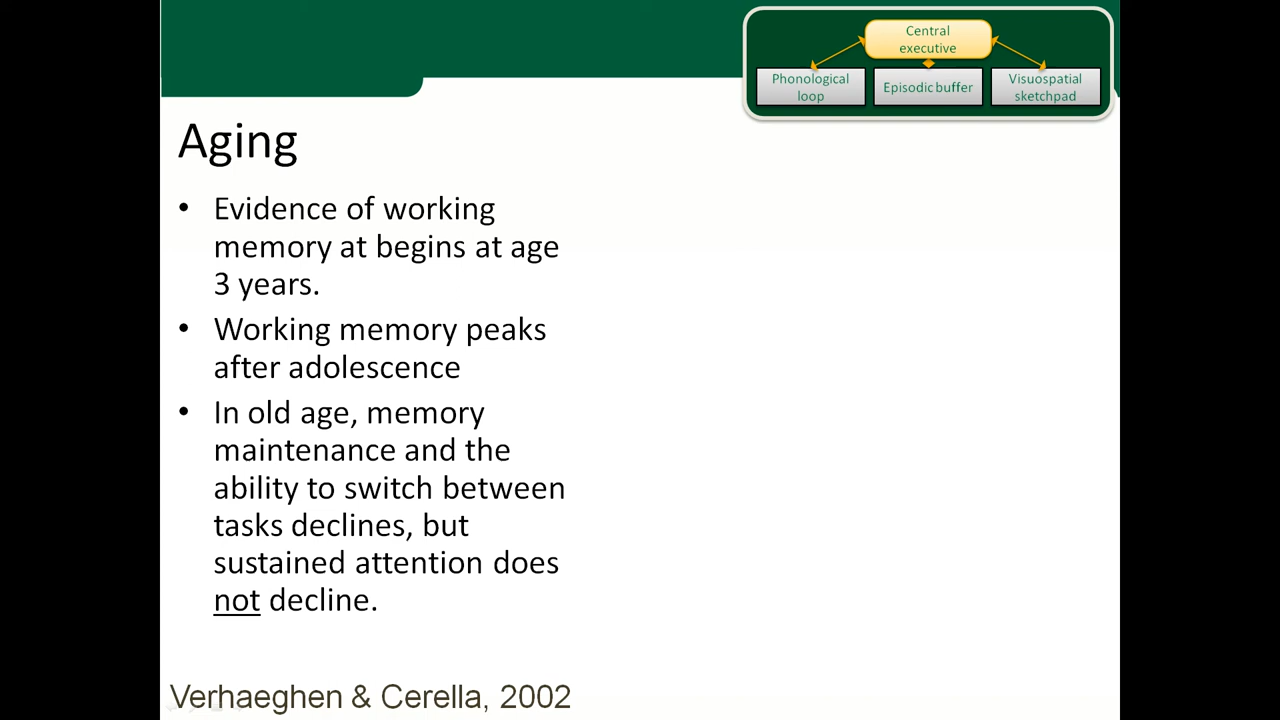 Central
executive
Phonological
loop
Episodic buffer
Visuospatial
sketchpad
Aging
• Evidence of working
memory at begins at age
3 years.
• Working memory peaks
after adolescence
• In old age, memory
maintenance and the
ability to switch between
tasks declines, but
sustained attention does
not decline.
Verhaeghen & Cerella, 2002